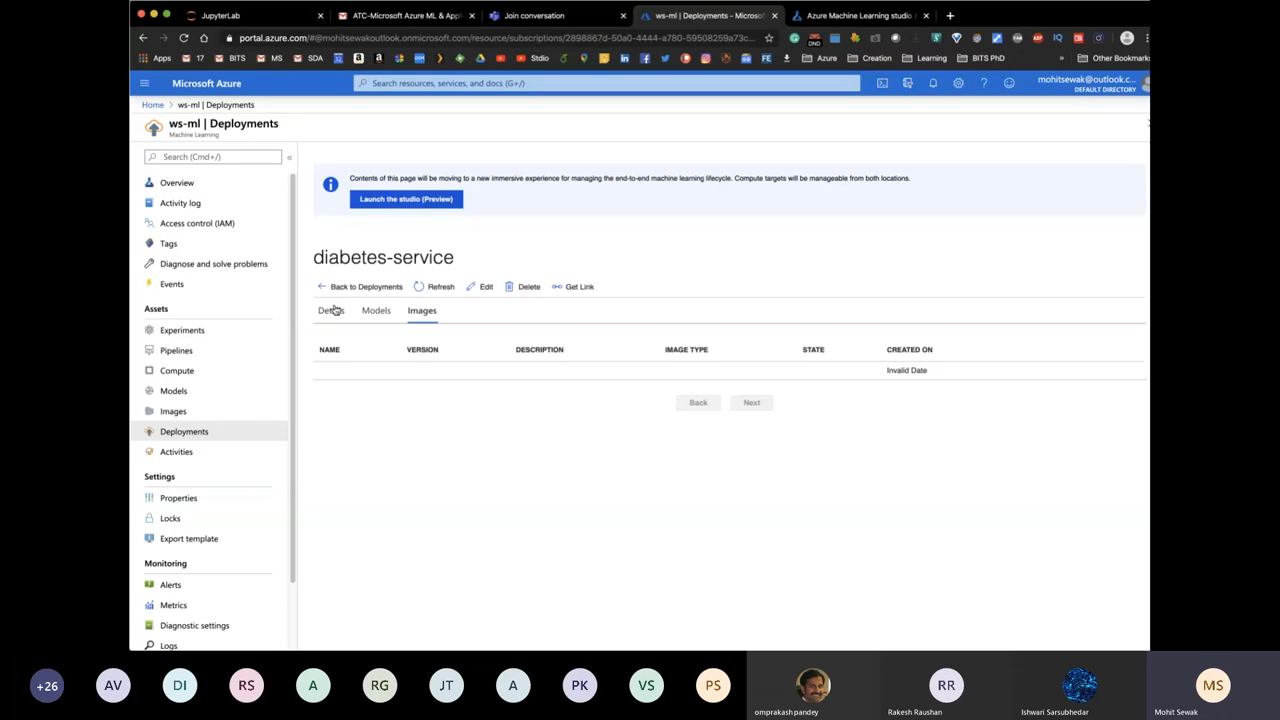 JupyterLab
ATC-Microsoft Azure ML & Appl
Join conversation
ws-ml | Deployments - Microso
Azure Machine Learning studio
portal.azure.com/#@mohitsewakoutlook.onmicrosoft.com/resource/subscriptions/2898867d-50a0-4444-a780-59508259a73c...
DND
Apps
17
BITS
MS
SDA
Stdio
FE
Azure
Creation
Learning
BITS PhD
»
Other Bookmarks
Microsoft Azure
Search resources, services, and docs (G+/)
mohitsewak@outlook.c...
DEFAULT DIRECTORY
Home > ws-ml | Deployments
ws-ml | Deployments
Machine Learning
Search (Cmd+/)
«
Overview
Activity log
Access control (IAM)
Tags
Diagnose and solve problems
Events
Assets
Experiments
Pipelines
Compute
Models
Images
Deployments
Activities
Settings
Properties
Locks
Export template
Monitoring
Alerts
Metrics
Diagnostic settings
Logs
Contents of this page will be moving to a new immersive experience for managing the end-to-end machine learning lifecycle. Compute targets will be manageable from both locations.
Launch the studio (Preview)
diabetes-service
Back to Deployments
Refresh
Edit
Delete
Get Link
Details
Models
Images
NAME VERSION DESCRIPTION IMAGE TYPE STATE CREATED ON
Invalid Date
Back
Next
+26
AV
DI
RS
A
RG
JT
A
PK
VS
PS
omprakash pandey
RR
Rakesh Raushan
Ishwari Sarsubhedar
MS
Mohit Sewak